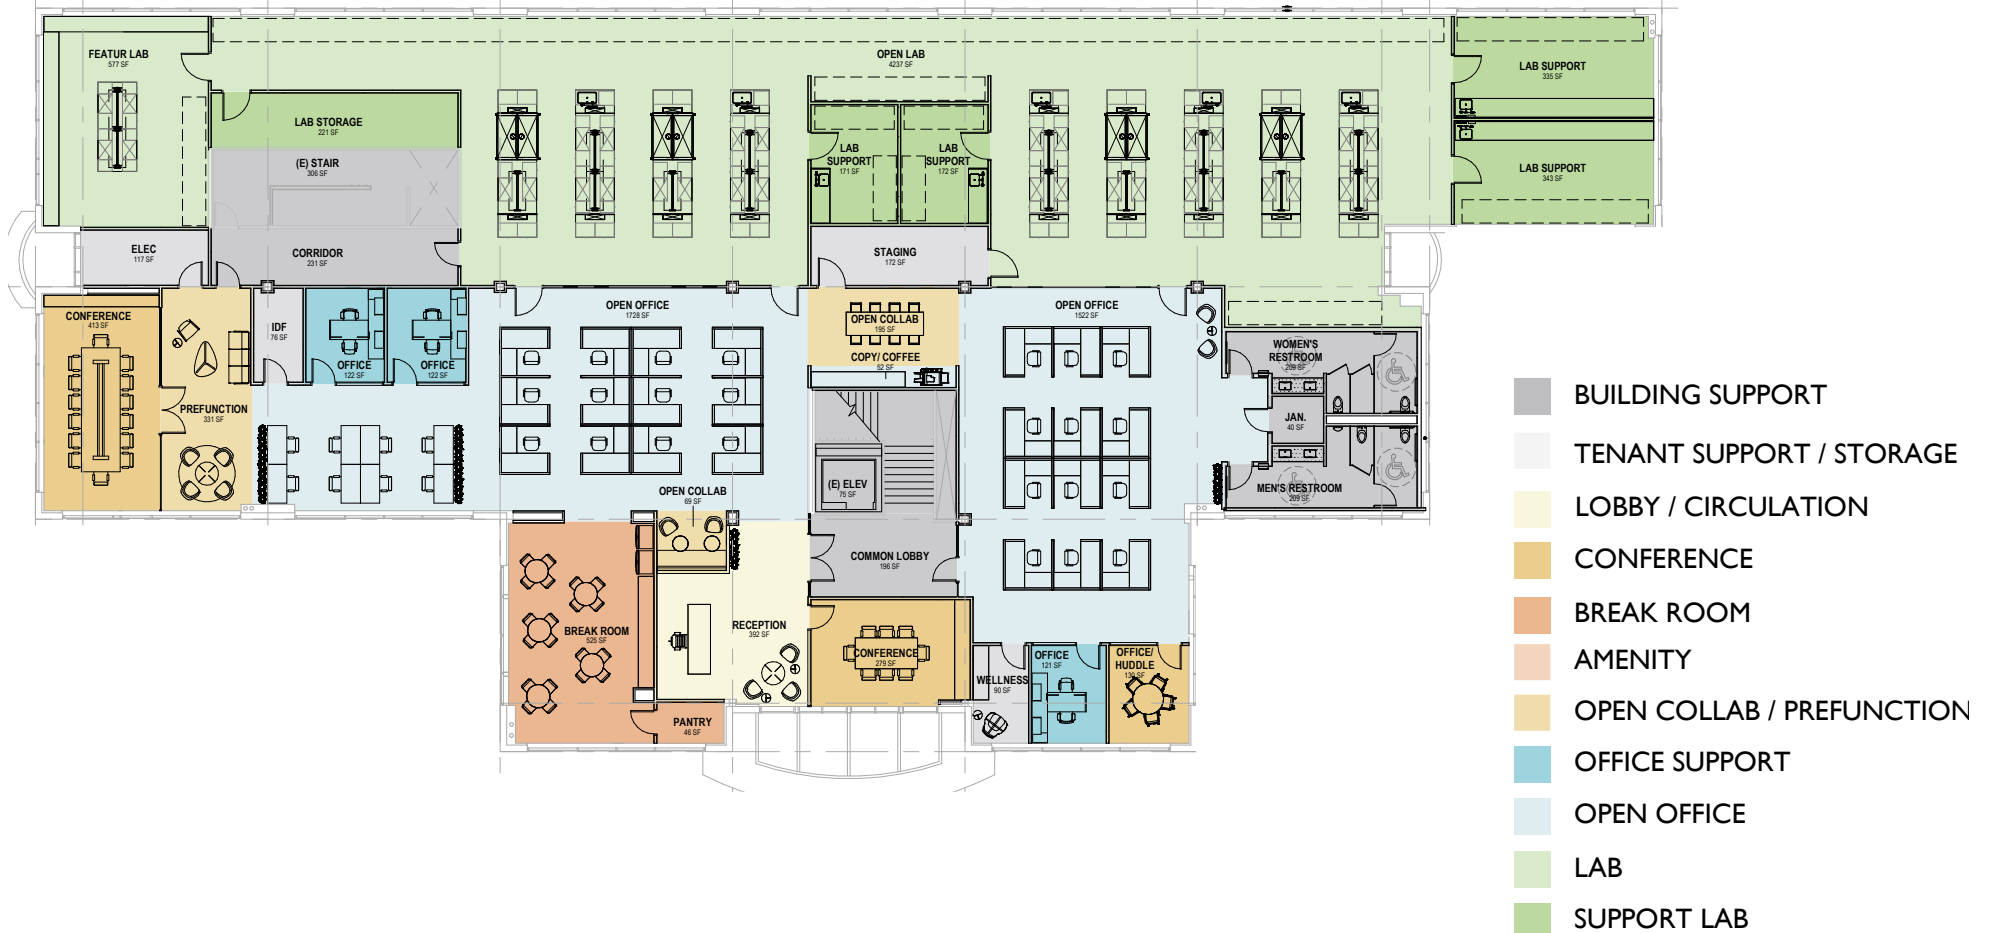 FEATUR LAB
577 SF
OPEN LAB
4237 SF
LAB SUPPORT
335 SF
LAB STORAGE
221 SF
(E) STAIR
306 SF
LAB
SUPPORT
171 SF
LAB
SUPPORT
172 SF
LAB SUPPORT
343 SF
ELEC
117 SF
CORRIDOR
231 SF
STAGING
172 SF
CONFERENCE
413 SF
IDF
76 SF
OFFICE
122 SF
OFFICE
122 SF
PREFUNCTION
331 SF
OPEN OFFICE
1728 SF
OPEN COLLAB
195 SF
COPY/ COFFEE
52 SF
OPEN OFFICE
1522 SF
WOMEN'S
RESTROOM
209 SF
JAN.
40 SF
MEN'S RESTROOM
209 SF
(E) ELEV
75 SF
OPEN COLLAB
69 SF
COMMON LOBBY
196 SF
BREAK ROOM
525 SF
RECEPTION
392 SF
CONFERENCE
279 SF
WELLNESS
90 SF
OFFICE
121 SF
OFFICE/
HUDDLE
130 SF
PANTRY
46 SF
BUILDING SUPPORT
TENANT SUPPORT / STORAGE
LOBBY / CIRCULATION
CONFERENCE
BREAK ROOM
AMENITY
OPEN COLLAB / PREFUNCTION
OFFICE SUPPORT
OPEN OFFICE
LAB
SUPPORT LAB